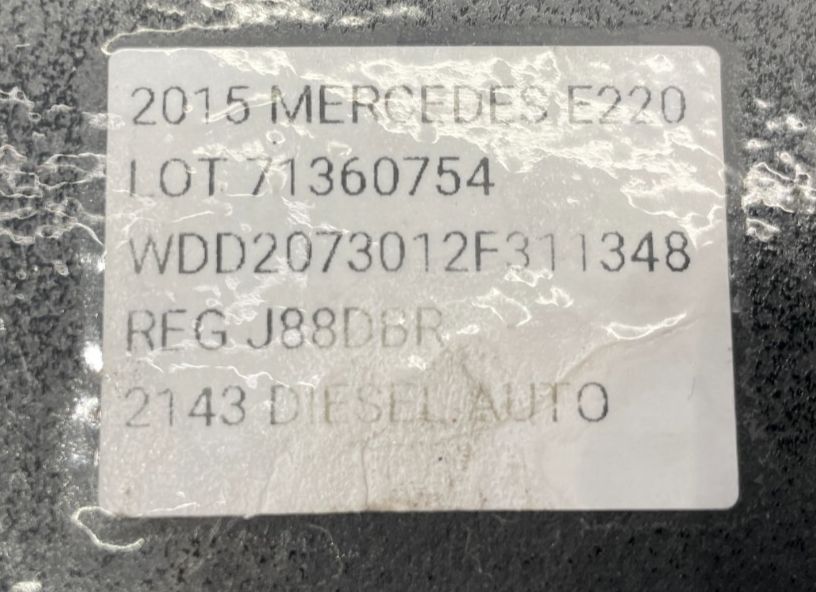 2015 MERCEDES E220
LOT 71360754
WDD2073012F311348
REG J88DBR
2143 DIESEL AUTO